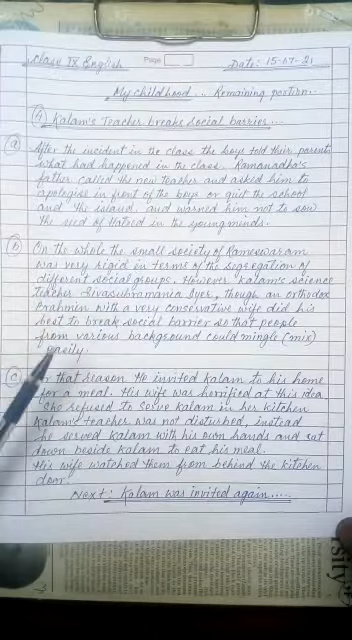 Class IX English Page Date: 15-07-21
My childhood... Remaining portion..
④ Kalam's Teacher breaks Social barrier...
ⓐ After the incident in the class the boys told their parents
what had happened in the class. Ramanadha's
father called the new teacher and asked him to
apologise in front of the boys or quit the school
and the island. and warned him not to sow
the seed of Hatred in the young minds.
ⓑ On the whole the small society of Rameswaram
was very rigid in terms of the segregation of
different social groups. However kalam's science
teacher Sivasubramania Iyer, though an orthodox
Brahmin with a very conservative wife did his
best to break social barrier so that people
from various background could mingle (mix)
easily.
ⓒ For that reason He invited Kalam to his home
for a meal. His wife was horrified at this idea
She refused to serve Kalam in her kitchen
Kalam's teacher was not disturbed, instead
he served kalam with his own hands and sat
down beside Kalam to eat his meal.
His wife watched them from behind the kitchen
door.
Next: Kalam was invited again.....